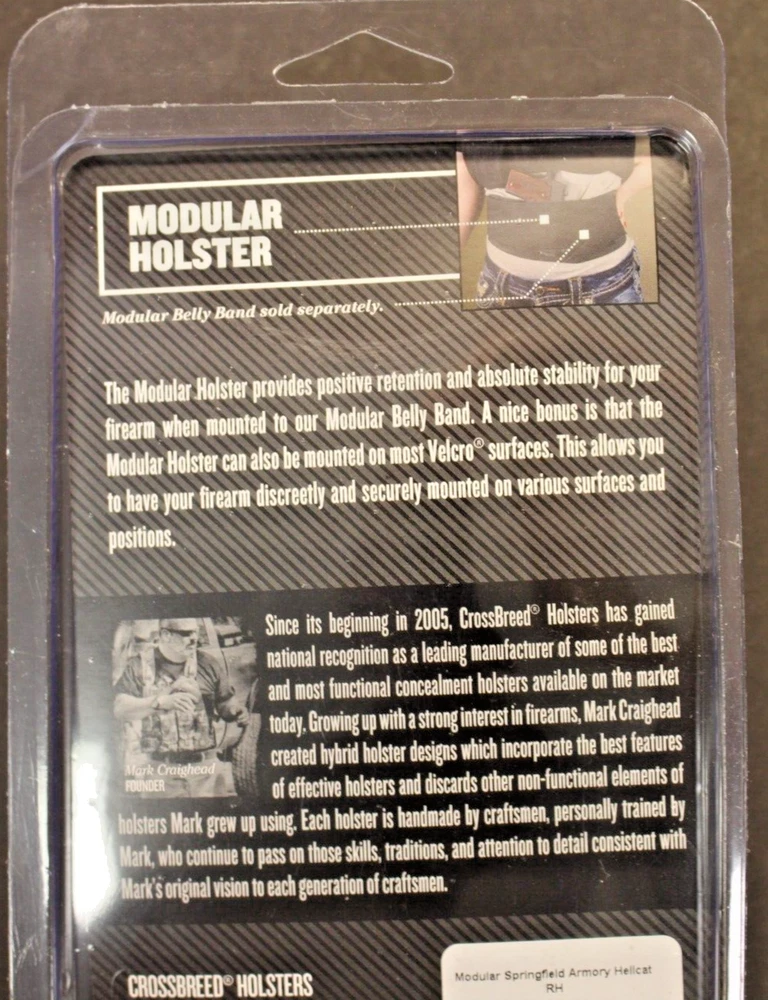 MODULAR
HOLSTER
Modular Belly Band sold separately.
The Modular Holster provides positive retention and absolute stability for your
firearm when mounted to our Modular Belly Band. A nice bonus is that the
Modular Holster can also be mounted on most Velcro® surfaces. This allows you
to have your firearm discreetly and securely mounted on various surfaces and
positions.
Since its beginning in 2005, CrossBreed® Holsters has gained
national recognition as a leading manufacturer of some of the best
and most functional concealment holsters available on the market
today. Growing up with a strong interest in firearms, Mark Craighead
created hybrid holster designs which incorporate the best features
of effective holsters and discards other non-functional elements of
holsters Mark grew up using. Each holster is handmade by craftsmen, personally trained by
Mark, who continue to pass on those skills, traditions, and attention to detail consistent with
Mark's original vision to each generation of craftsmen.
Mark Craighead
FOUNDER
CROSSBREED® HOLSTERS
Modular Springfield Armory Hellcat
RH